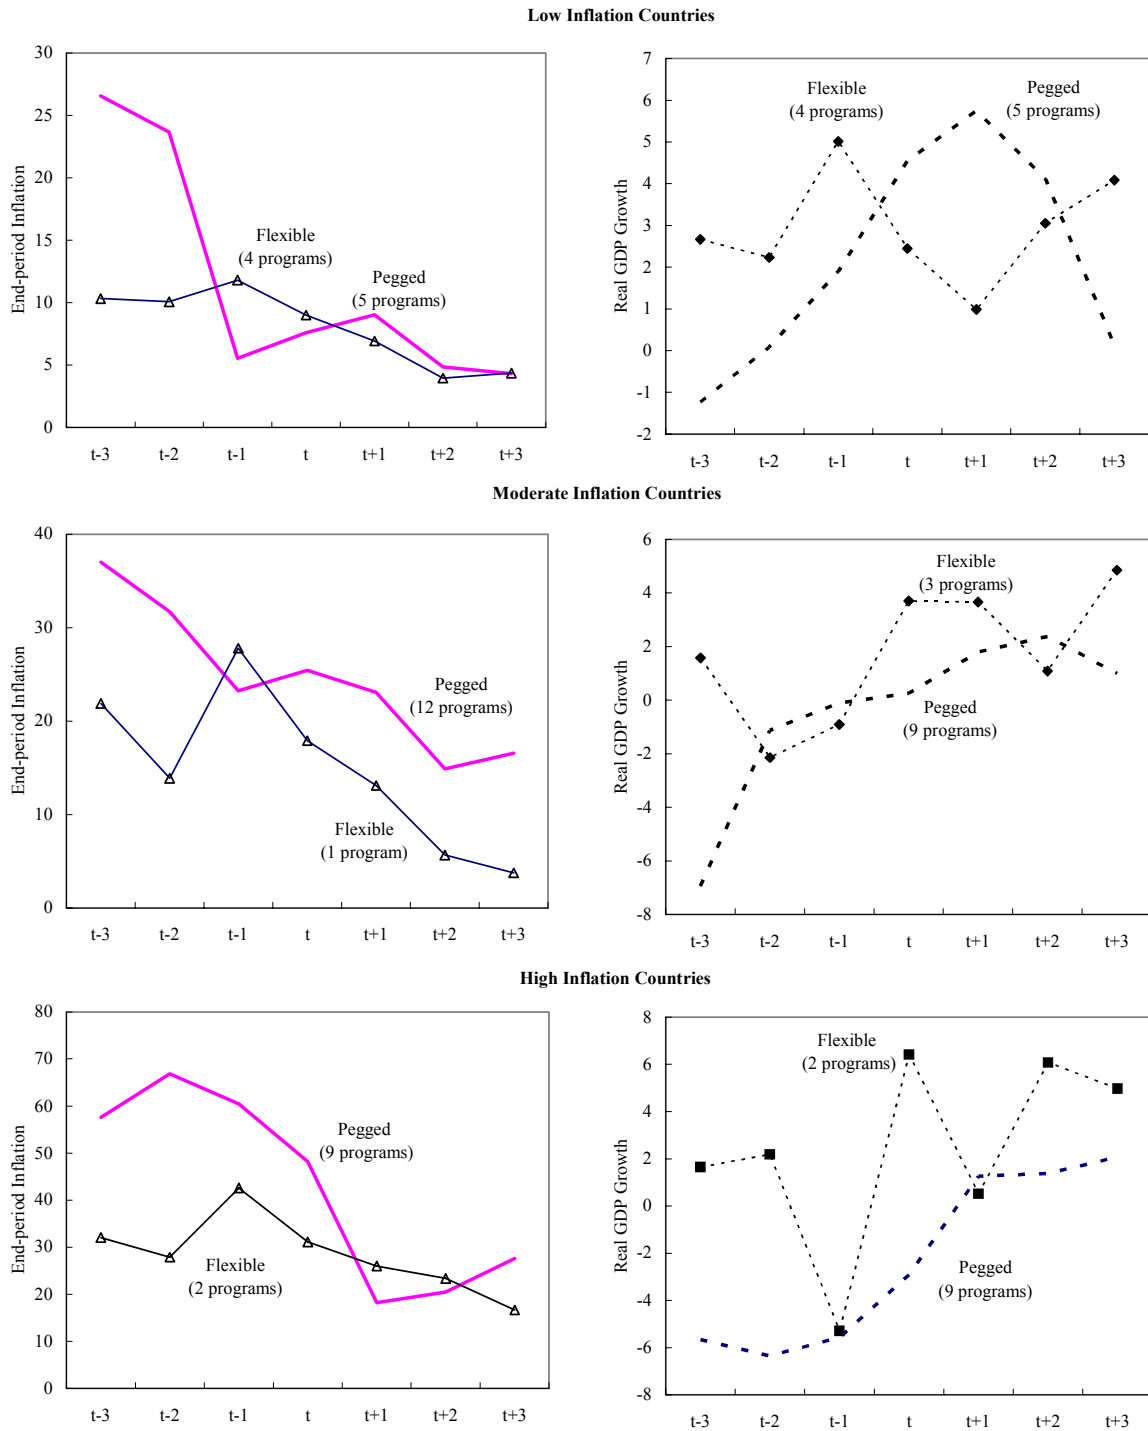 Low Inflation Countries
End-period Inflation
30
25
20
15
10
5
0
Flexible
(4 programs)
Pegged
(5 programs)
t-3 t-2 t-1 t t+1 t+2 t+3
Real GDP Growth
7
6
5
4
3
2
1
0
-1
-2
Flexible
(4 programs)
Pegged
(5 programs)
t-3 t-2 t-1 t t+1 t+2 t+3
Moderate Inflation Countries
End-period Inflation
40
30
20
10
0
Pegged
(12 programs)
Flexible
(1 program)
t-3 t-2 t-1 t t+1 t+2 t+3
Real GDP Growth
6
4
2
0
-2
-4
-6
-8
Flexible
(3 programs)
Pegged
(9 programs)
t-3 t-2 t-1 t t+1 t+2 t+3
High Inflation Countries
End-period Inflation
80
70
60
50
40
30
20
10
0
Pegged
(9 programs)
Flexible
(2 programs)
t-3 t-2 t-1 t t+1 t+2 t+3
Real GDP Growth
8
6
4
2
0
-2
-4
-6
-8
Flexible
(2 programs)
Pegged
(9 programs)
t-3 t-2 t-1 t t+1 t+2 t+3